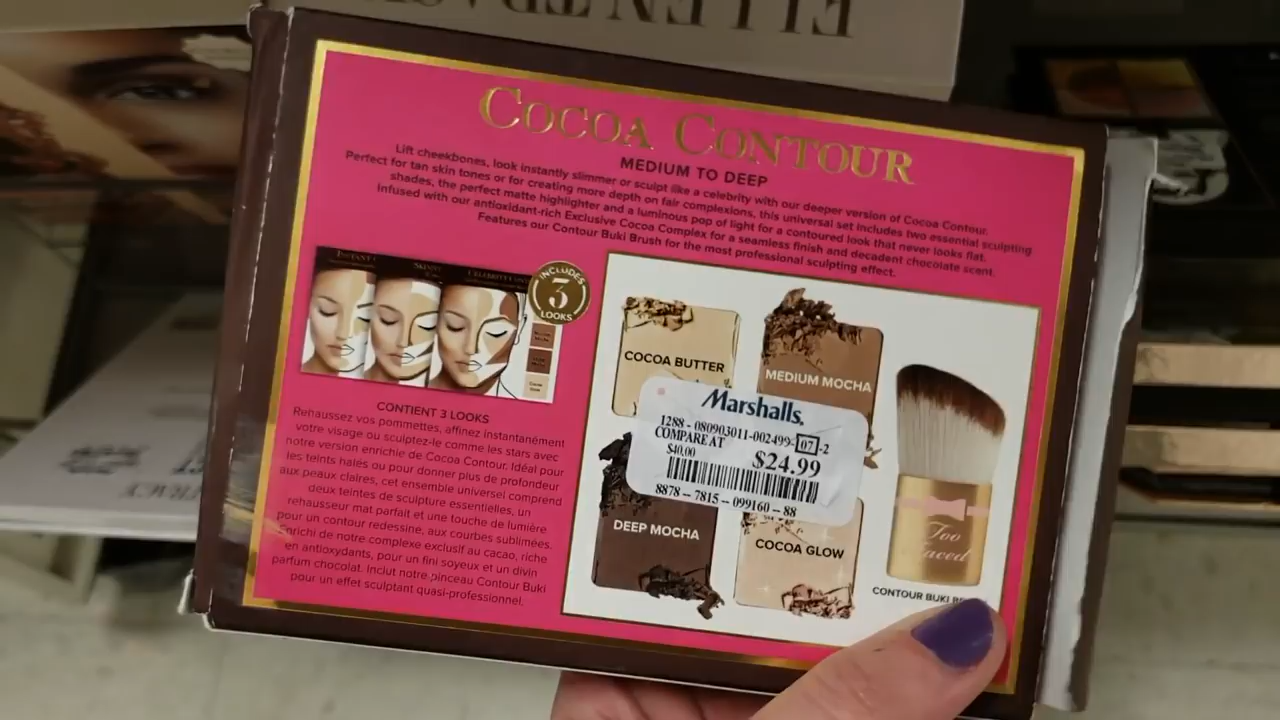 COCOA CONTOUR
MEDIUM TO DEEP
Lift cheekbones, look instantly slimmer or sculpt like a celebrity with our deeper version of Cocoa Contour.
Perfect for tan skin tones or for creating more depth on fair complexions, this universal set includes two essential sculpting
shades, the perfect matte highlighter and a luminous pop of light for a contoured look that never looks flat.
Infused with our antioxidant-rich Exclusive Cocoa Complex for a seamless finish and decadent chocolate scent.
Features our Contour Buki Brush for the most professional sculpting effect.
INCLUDES
3
LOOKS
CONTIENT 3 LOOKS
Rehaussez vos pommettes, affinez instantanément
votre visage ou sculptez-le comme les stars avec
notre version enrichie de Cocoa Contour. Idéal pour
les teints halés ou pour donner plus de profondeur
aux peaux claires, cet ensemble universel comprend
deux teintes de sculpture essentielles, un
rehausseur mat parfait et une touche de lumière
pour un contour redessine, aux courbes sublimées.
Enrichi de notre complexe exclusif au cacao, riche
en antioxydants, pour un fini soyeux et un divin
parfum chocolat. Inclut notre pinceau Contour Buki
pour un effet sculptant quasi-professionnel.
COCOA BUTTER
MEDIUM MOCHA
Marshalls.
1288 - 080903011-002499- 07 -2
COMPARE AT
$40.00
$24.99
8878 - 7815 - 099160 - 88
DEEP MOCHA
COCOA GLOW
Too
Faced
CONTOUR BUKI